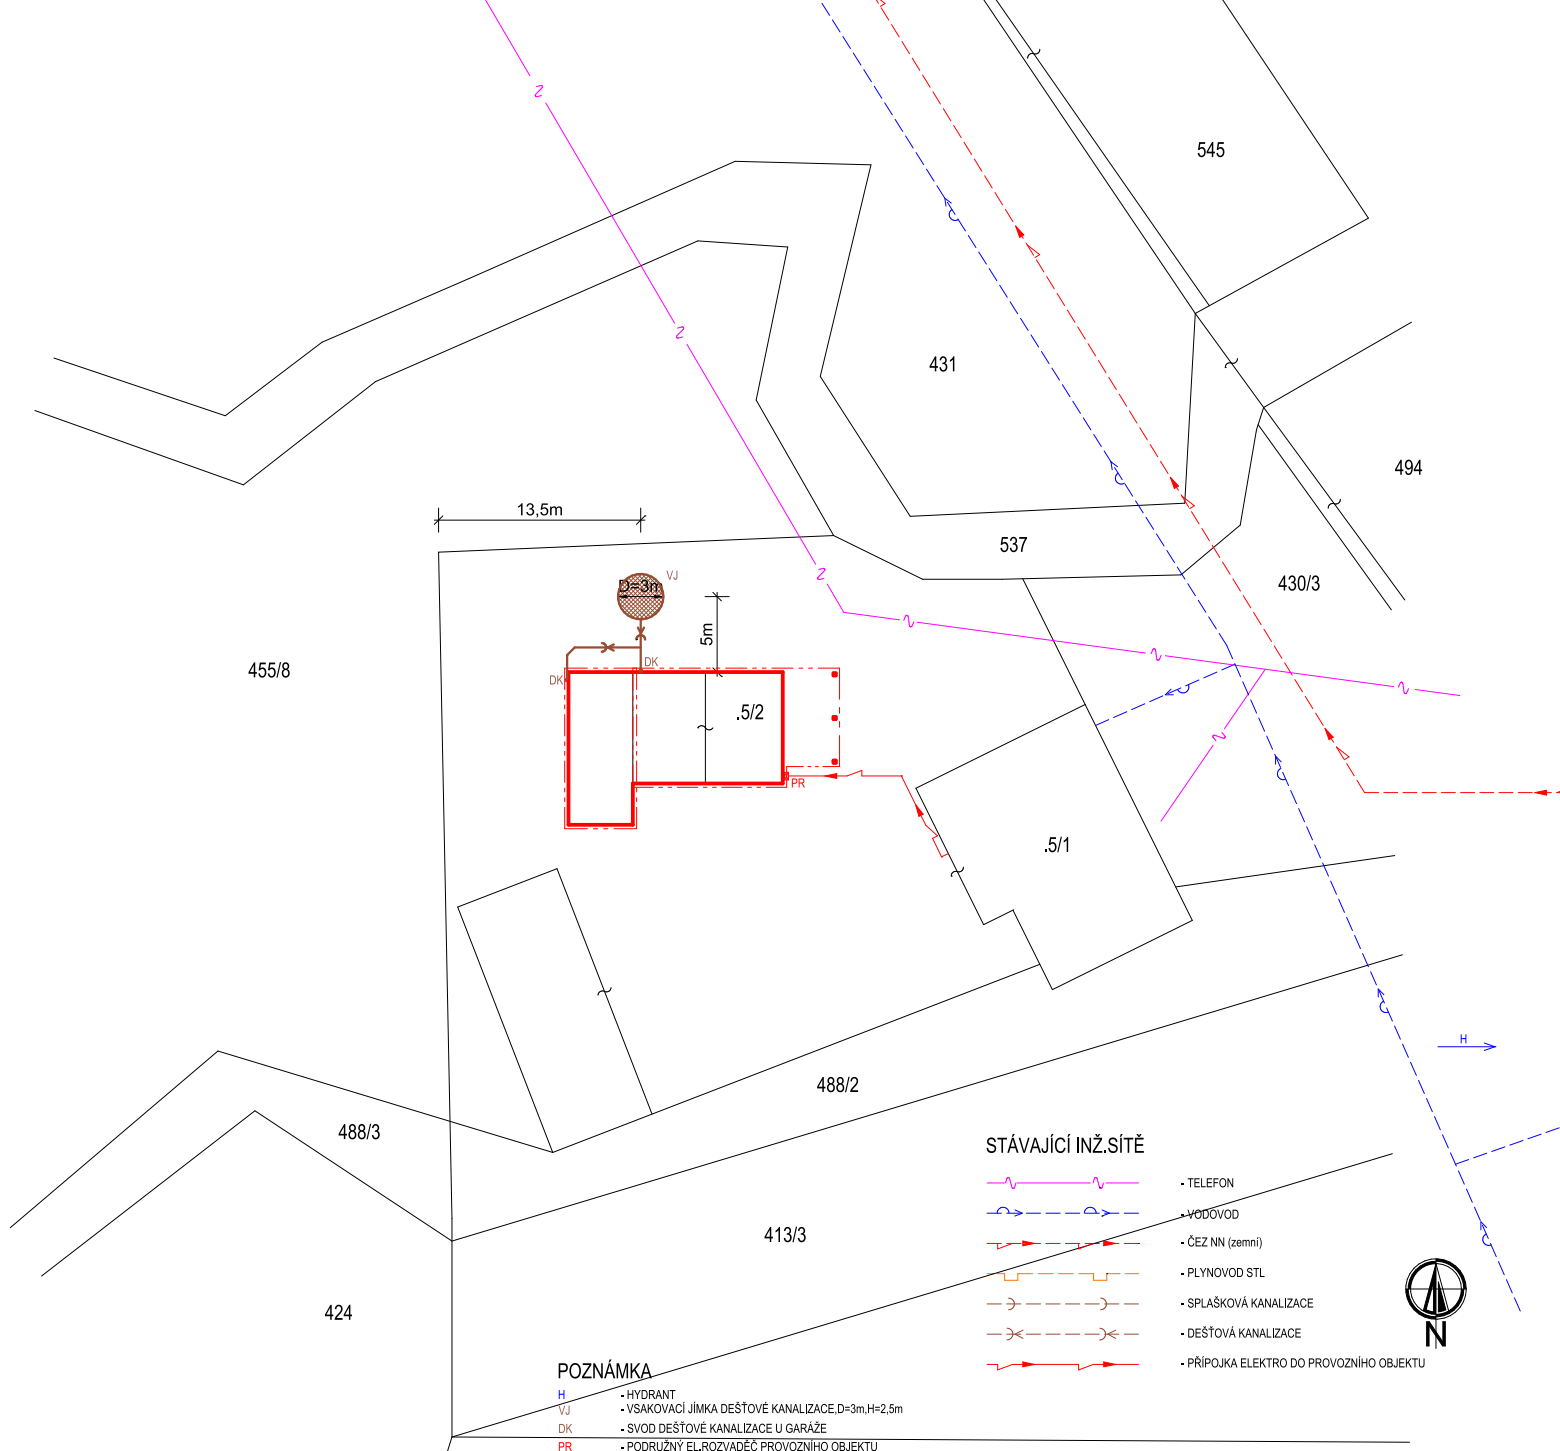 545
431
494
13,5m
537
430/3
D=3m
VJ
5m
455/8
DK
DK
.5/2
PR
.5/1
H
488/2
488/3
STÁVAJÍCÍ INŽ.SÍTĚ
- TELEFON
- VODOVOD
- ČEZ NN (zemní)
- PLYNOVOD STL
- SPLAŠKOVÁ KANALIZACE
- DEŠŤOVÁ KANALIZACE
- PŘÍPOJKA ELEKTRO DO PROVOZNÍHO OBJEKTU
N
413/3
424
POZNÁMKA
H - HYDRANT
VJ - VSAKOVACÍ JÍMKA DEŠŤOVÉ KANALIZACE,D=3m,H=2,5m
DK - SVOD DEŠŤOVÉ KANALIZACE U GARÁŽE
PR - PODRUŽNÝ EL.ROZVADĚČ PROVOZNÍHO OBJEKTU